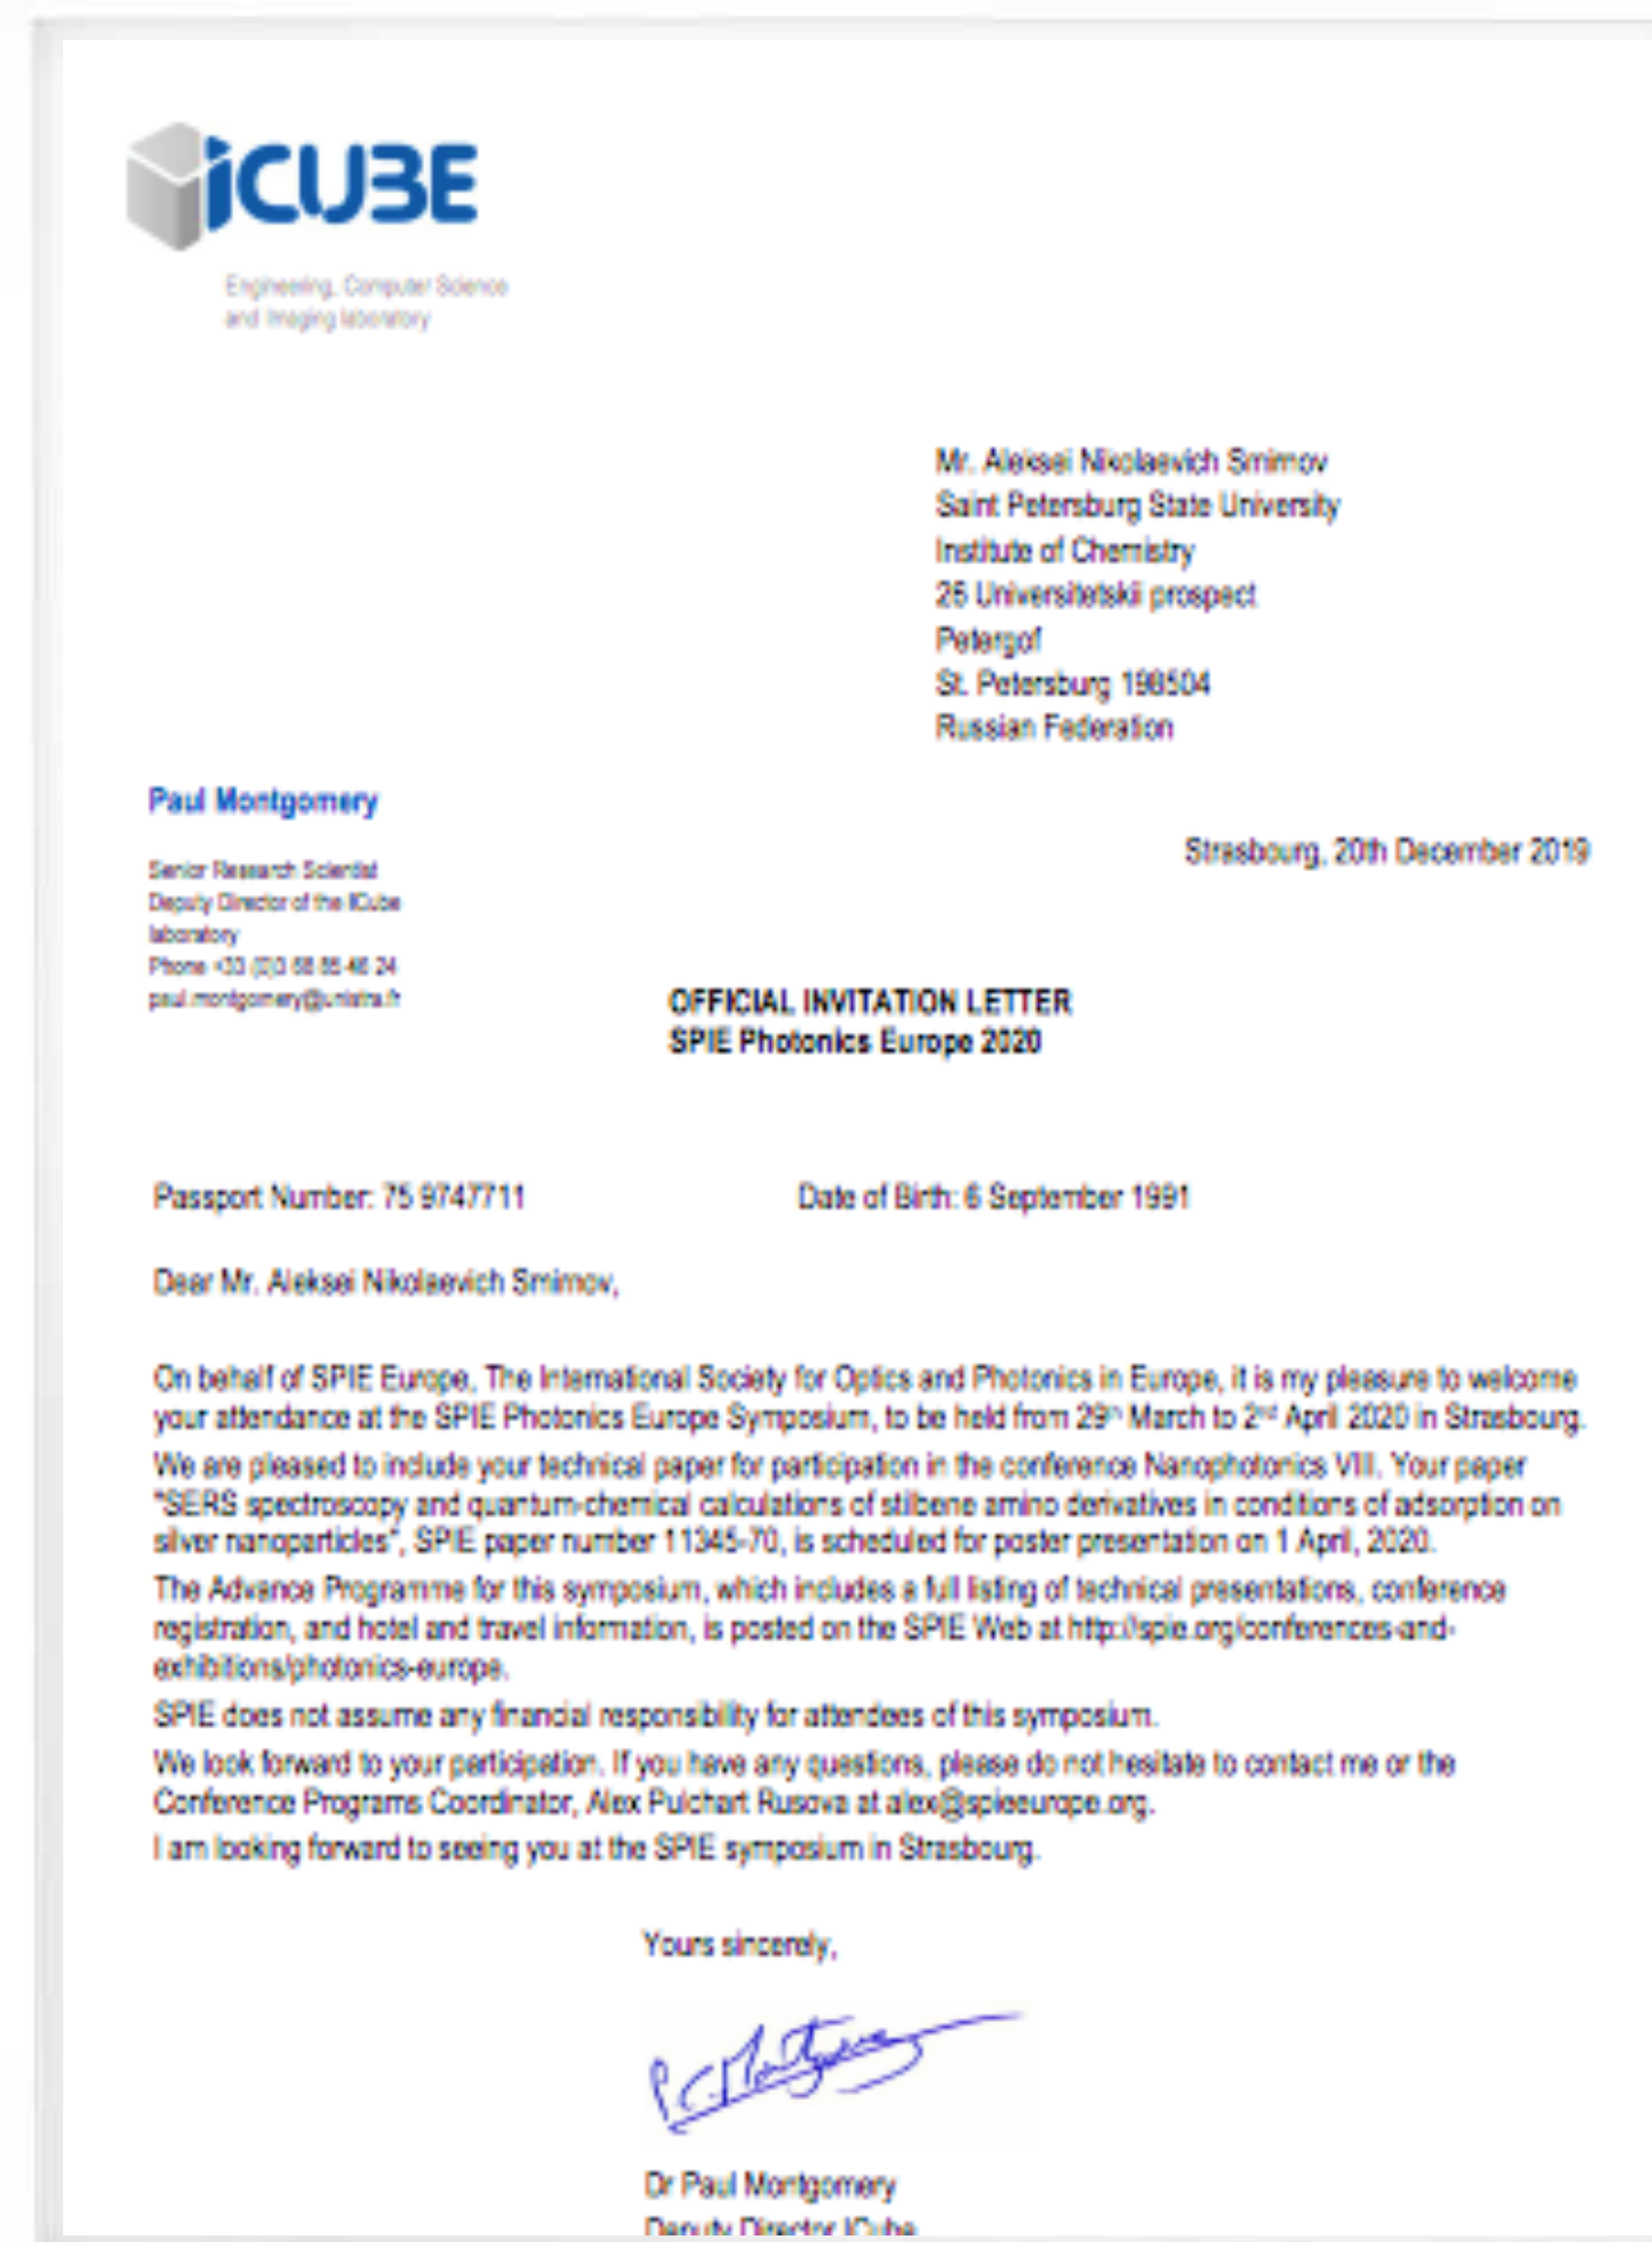 iCUBE
Engineering, Computer Science
and Imaging laboratory
Mr. Aleksei Nikolaevich Smirnov
Saint Petersburg State University
Institute of Chemistry
26 Universitetskii prospect
Petergof
St. Petersburg 198504
Russian Federation
Paul Montgomery
Strasbourg, 20th December 2019
Senior Research Scientist
Deputy Director of the ICube
laboratory
Phone +33 (0)3 68 85 46 24
paul.montgomery@unistra.fr
OFFICIAL INVITATION LETTER
SPIE Photonics Europe 2020
Passport Number: 75 9747711 Date of Birth: 6 September 1991
Dear Mr. Aleksei Nikolaevich Smirnov,
On behalf of SPIE Europe, The International Society for Optics and Photonics in Europe, it is my pleasure to welcome
your attendance at the SPIE Photonics Europe Symposium, to be held from 29th March to 2nd April 2020 in Strasbourg.
We are pleased to include your technical paper for participation in the conference Nanophotonics VIII. Your paper
"SERS spectroscopy and quantum-chemical calculations of stilbene amino derivatives in conditions of adsorption on
silver nanoparticles", SPIE paper number 11345-70, is scheduled for poster presentation on 1 April, 2020.
The Advance Programme for this symposium, which includes a full listing of technical presentations, conference
registration, and hotel and travel information, is posted on the SPIE Web at http://spie.org/conferences-and-
exhibitions/photonics-europe.
SPIE does not assume any financial responsibility for attendees of this symposium.
We look forward to your participation. If you have any questions, please do not hesitate to contact me or the
Conference Programs Coordinator, Alex Pulchart Rusova at alex@spieeurope.org.
I am looking forward to seeing you at the SPIE symposium in Strasbourg.
Yours sincerely,
P C Montgomery
Dr Paul Montgomery
Deputy Director ICube